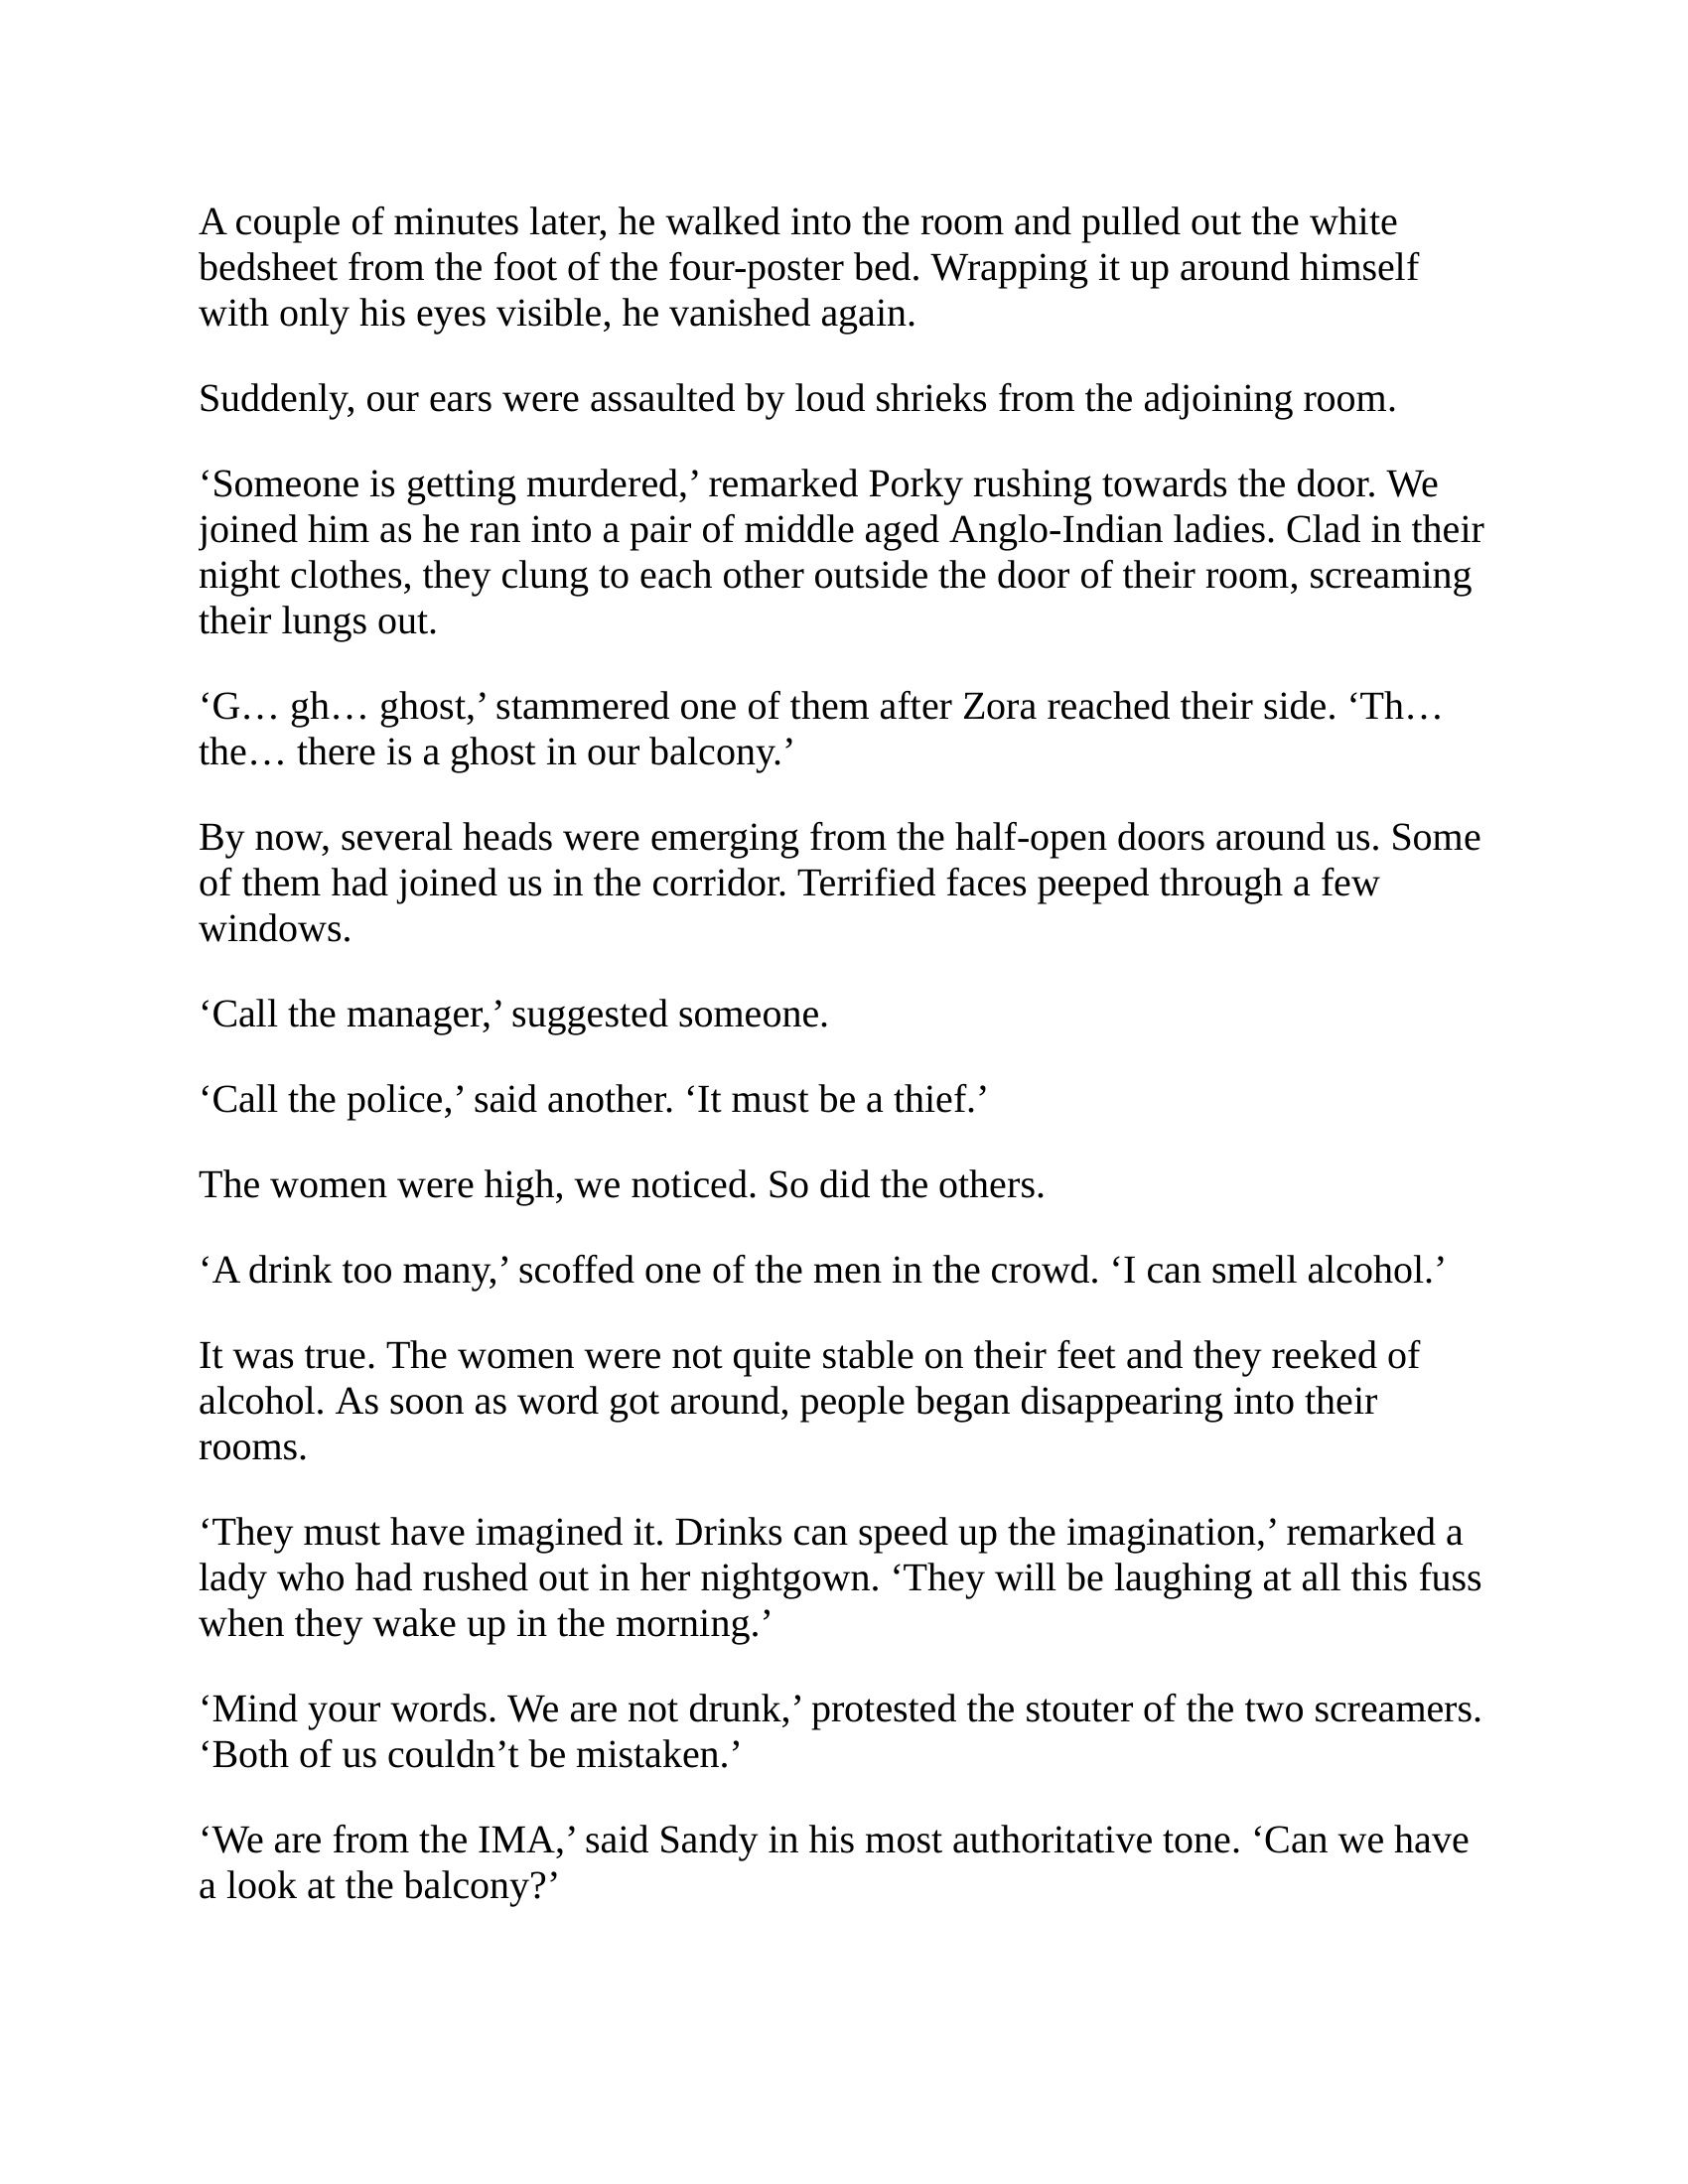 A couple of minutes later, he walked into the room and pulled out the white
bedsheet from the foot of the four-poster bed. Wrapping it up around himself
with only his eyes visible, he vanished again.
Suddenly, our ears were assaulted by loud shrieks from the adjoining room.
‘Someone is getting murdered,’ remarked Porky rushing towards the door. We
joined him as he ran into a pair of middle aged Anglo-Indian ladies. Clad in their
night clothes, they clung to each other outside the door of their room, screaming
their lungs out.
‘G… gh… ghost,’ stammered one of them after Zora reached their side. ‘Th…
the… there is a ghost in our balcony.’
By now, several heads were emerging from the half-open doors around us. Some
of them had joined us in the corridor. Terrified faces peeped through a few
windows.
‘Call the manager,’ suggested someone.
‘Call the police,’ said another. ‘It must be a thief.’
The women were high, we noticed. So did the others.
‘A drink too many,’ scoffed one of the men in the crowd. ‘I can smell alcohol.’
It was true. The women were not quite stable on their feet and they reeked of
alcohol. As soon as word got around, people began disappearing into their
rooms.
‘They must have imagined it. Drinks can speed up the imagination,’ remarked a
lady who had rushed out in her nightgown. ‘They will be laughing at all this fuss
when they wake up in the morning.’
‘Mind your words. We are not drunk,’ protested the stouter of the two screamers.
‘Both of us couldn’t be mistaken.’
‘We are from the IMA,’ said Sandy in his most authoritative tone. ‘Can we have
a look at the balcony?’